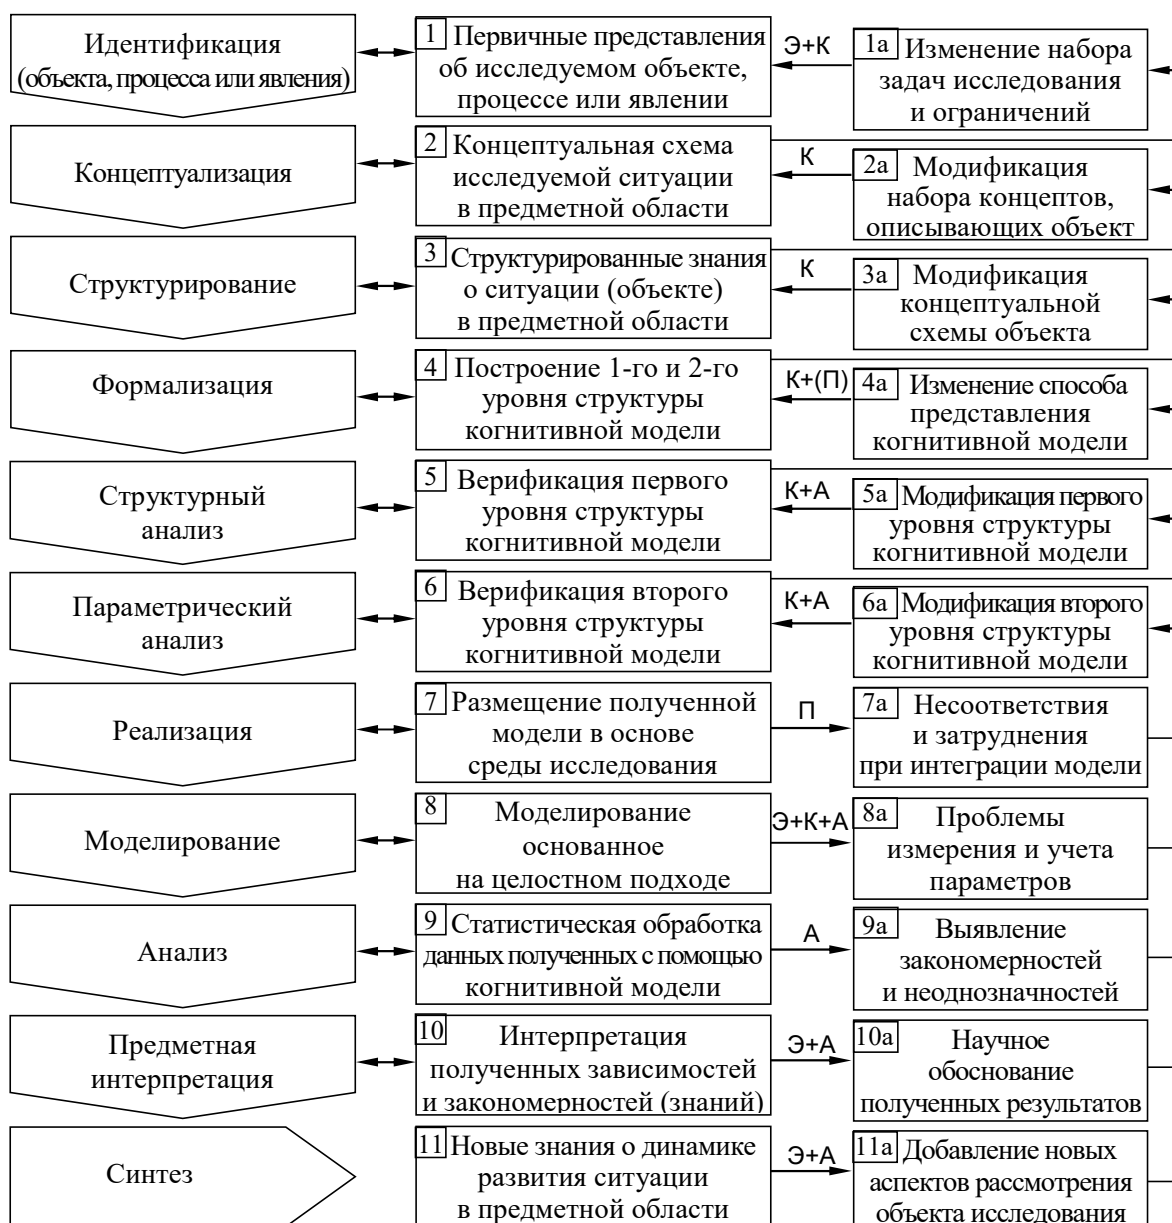 Идентификация
(объекта, процесса или явления)
1 Первичные представления
об исследуемом объекте,
процессе или явлении
Э+К
1а Изменение набора
задач исследования
и ограничений
Концептуализация
2 Концептуальная схема
исследуемой ситуации
в предметной области
К
2а Модификация
набора концептов,
описывающих объект
Структурирование
3 Структурированные знания
о ситуации (объекте)
в предметной области
К
3а Модификация
концептуальной
схемы объекта
Формализация
4 Построение 1-го и 2-го
уровня структуры
когнитивной модели
К+(П)
4а Изменение способа
представления
когнитивной модели
Структурный
анализ
5 Верификация первого
уровня структуры
когнитивной модели
К+А
5а Модификация первого
уровня структуры
когнитивной модели
Параметрический
анализ
6 Верификация второго
уровня структуры
когнитивной модели
К+А
6а Модификация второго
уровня структуры
когнитивной модели
Реализация
7 Размещение полученной
модели в основе
среды исследования
П
7а Несоответствия
и затруднения
при интеграции модели
Моделирование
8 Моделирование
основанное
на целостном подходе
Э+К+А
8а Проблемы
измерения и учета
параметров
Анализ
9 Статистическая обработка
данных полученных с помощью
когнитивной модели
А
9а Выявление
закономерностей
и неоднозначностей
Предметная
интерпретация
10 Интерпретация
полученных зависимостей
и закономерностей (знаний)
Э+А
10а Научное
обоснование
полученных результатов
Синтез
11 Новые знания о динамике
развития ситуации
в предметной области
Э+А
11а Добавление новых
аспектов рассмотрения
объекта исследования